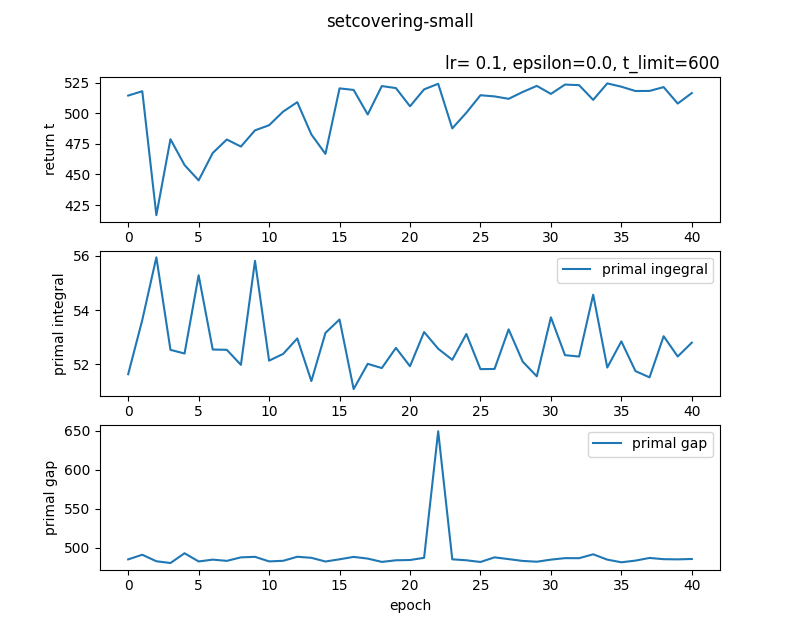 setcovering-small
lr= 0.1, epsilon=0.0, t_limit=600
525
500
475
450
425
return t
0 5 10 15 20 25 30 35 40
56
54
52
primal integral
primal ingegral
0 5 10 15 20 25 30 35 40
650
600
550
500
primal gap
primal gap
0 5 10 15 20 25 30 35 40
epoch